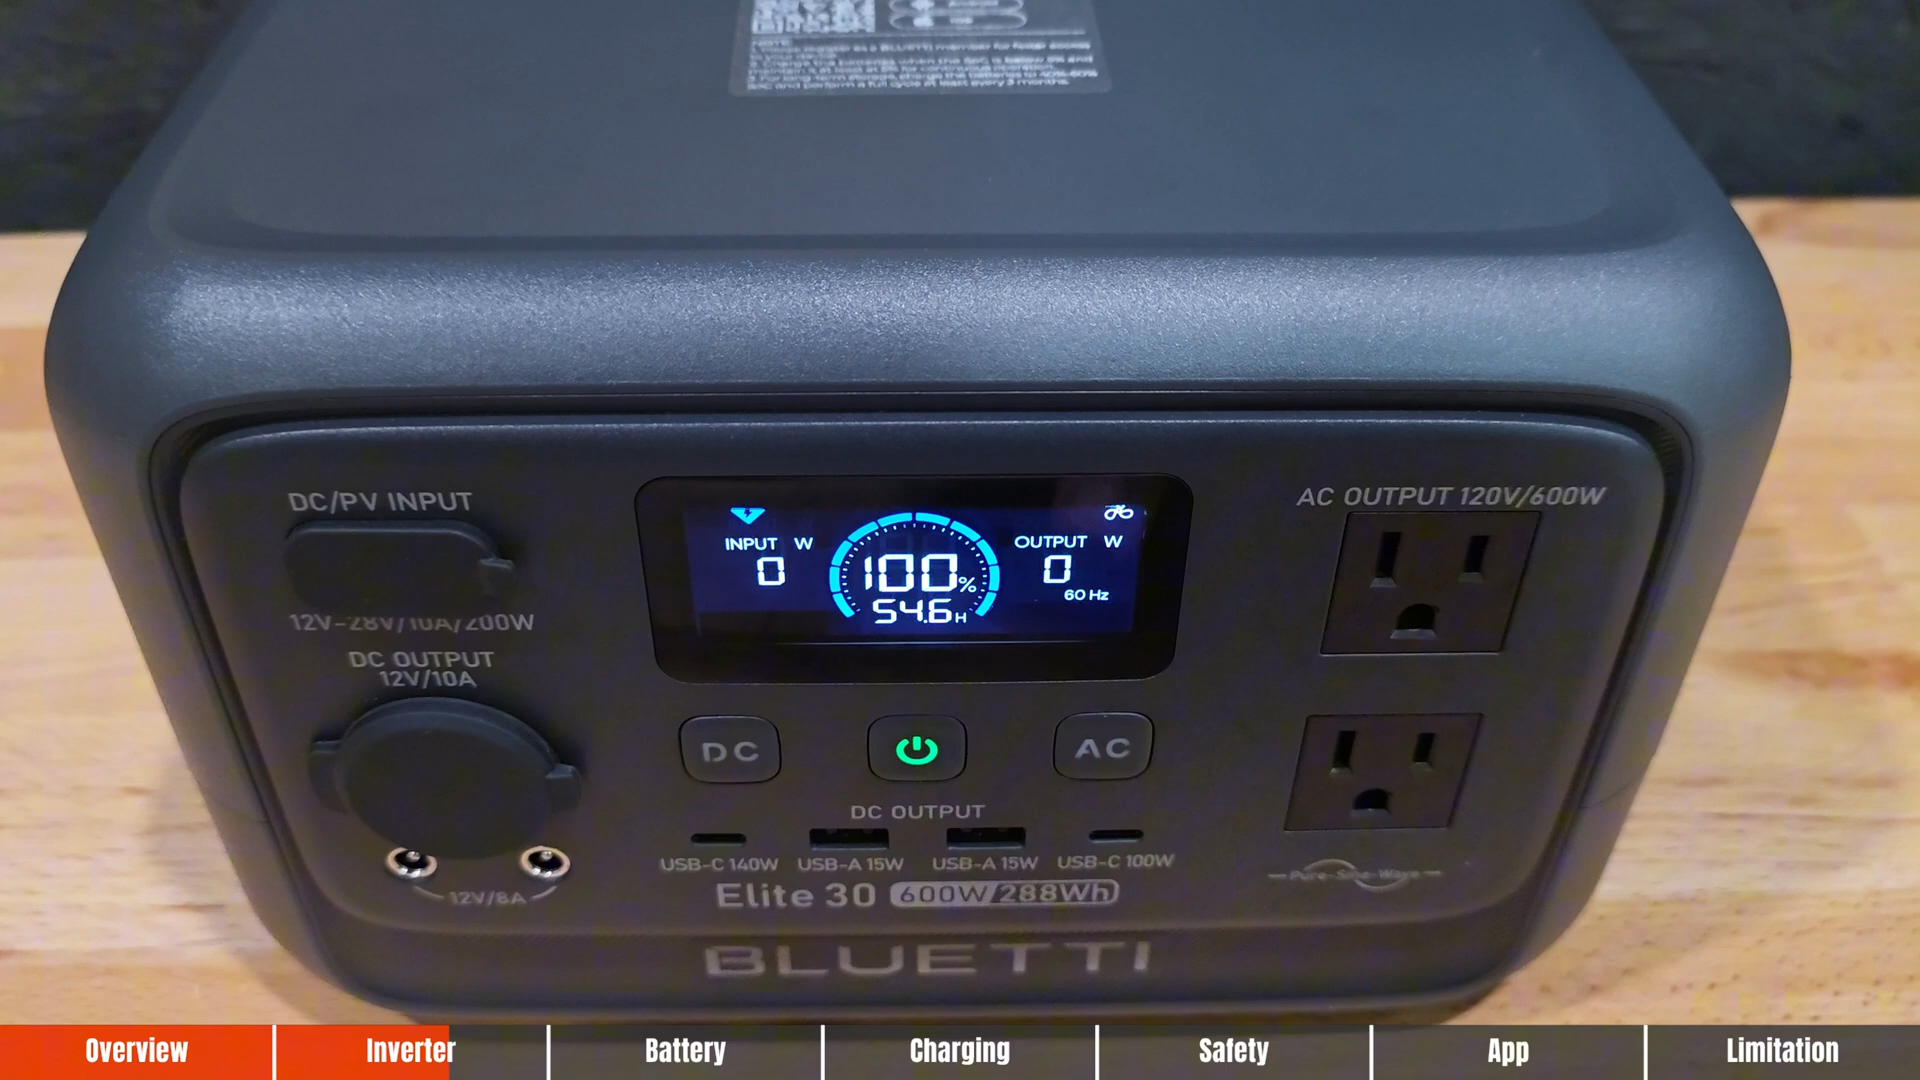 NOTE:
DC/PV INPUT
12V-28V/10A/200W
DC OUTPUT
12V/10A
12V/8A
INPUT W
0
100%
54.6H
OUTPUT W
0
60 Hz
DC
AC
DC OUTPUT
USB-C 140W USB-A 15W USB-A 15W USB-C 100W
Elite 30 600W/288Wh
BLUETTI
AC OUTPUT 120V/600W
Pure-Sine-Wave
Overview Inverter Battery Charging Safety App Limitation